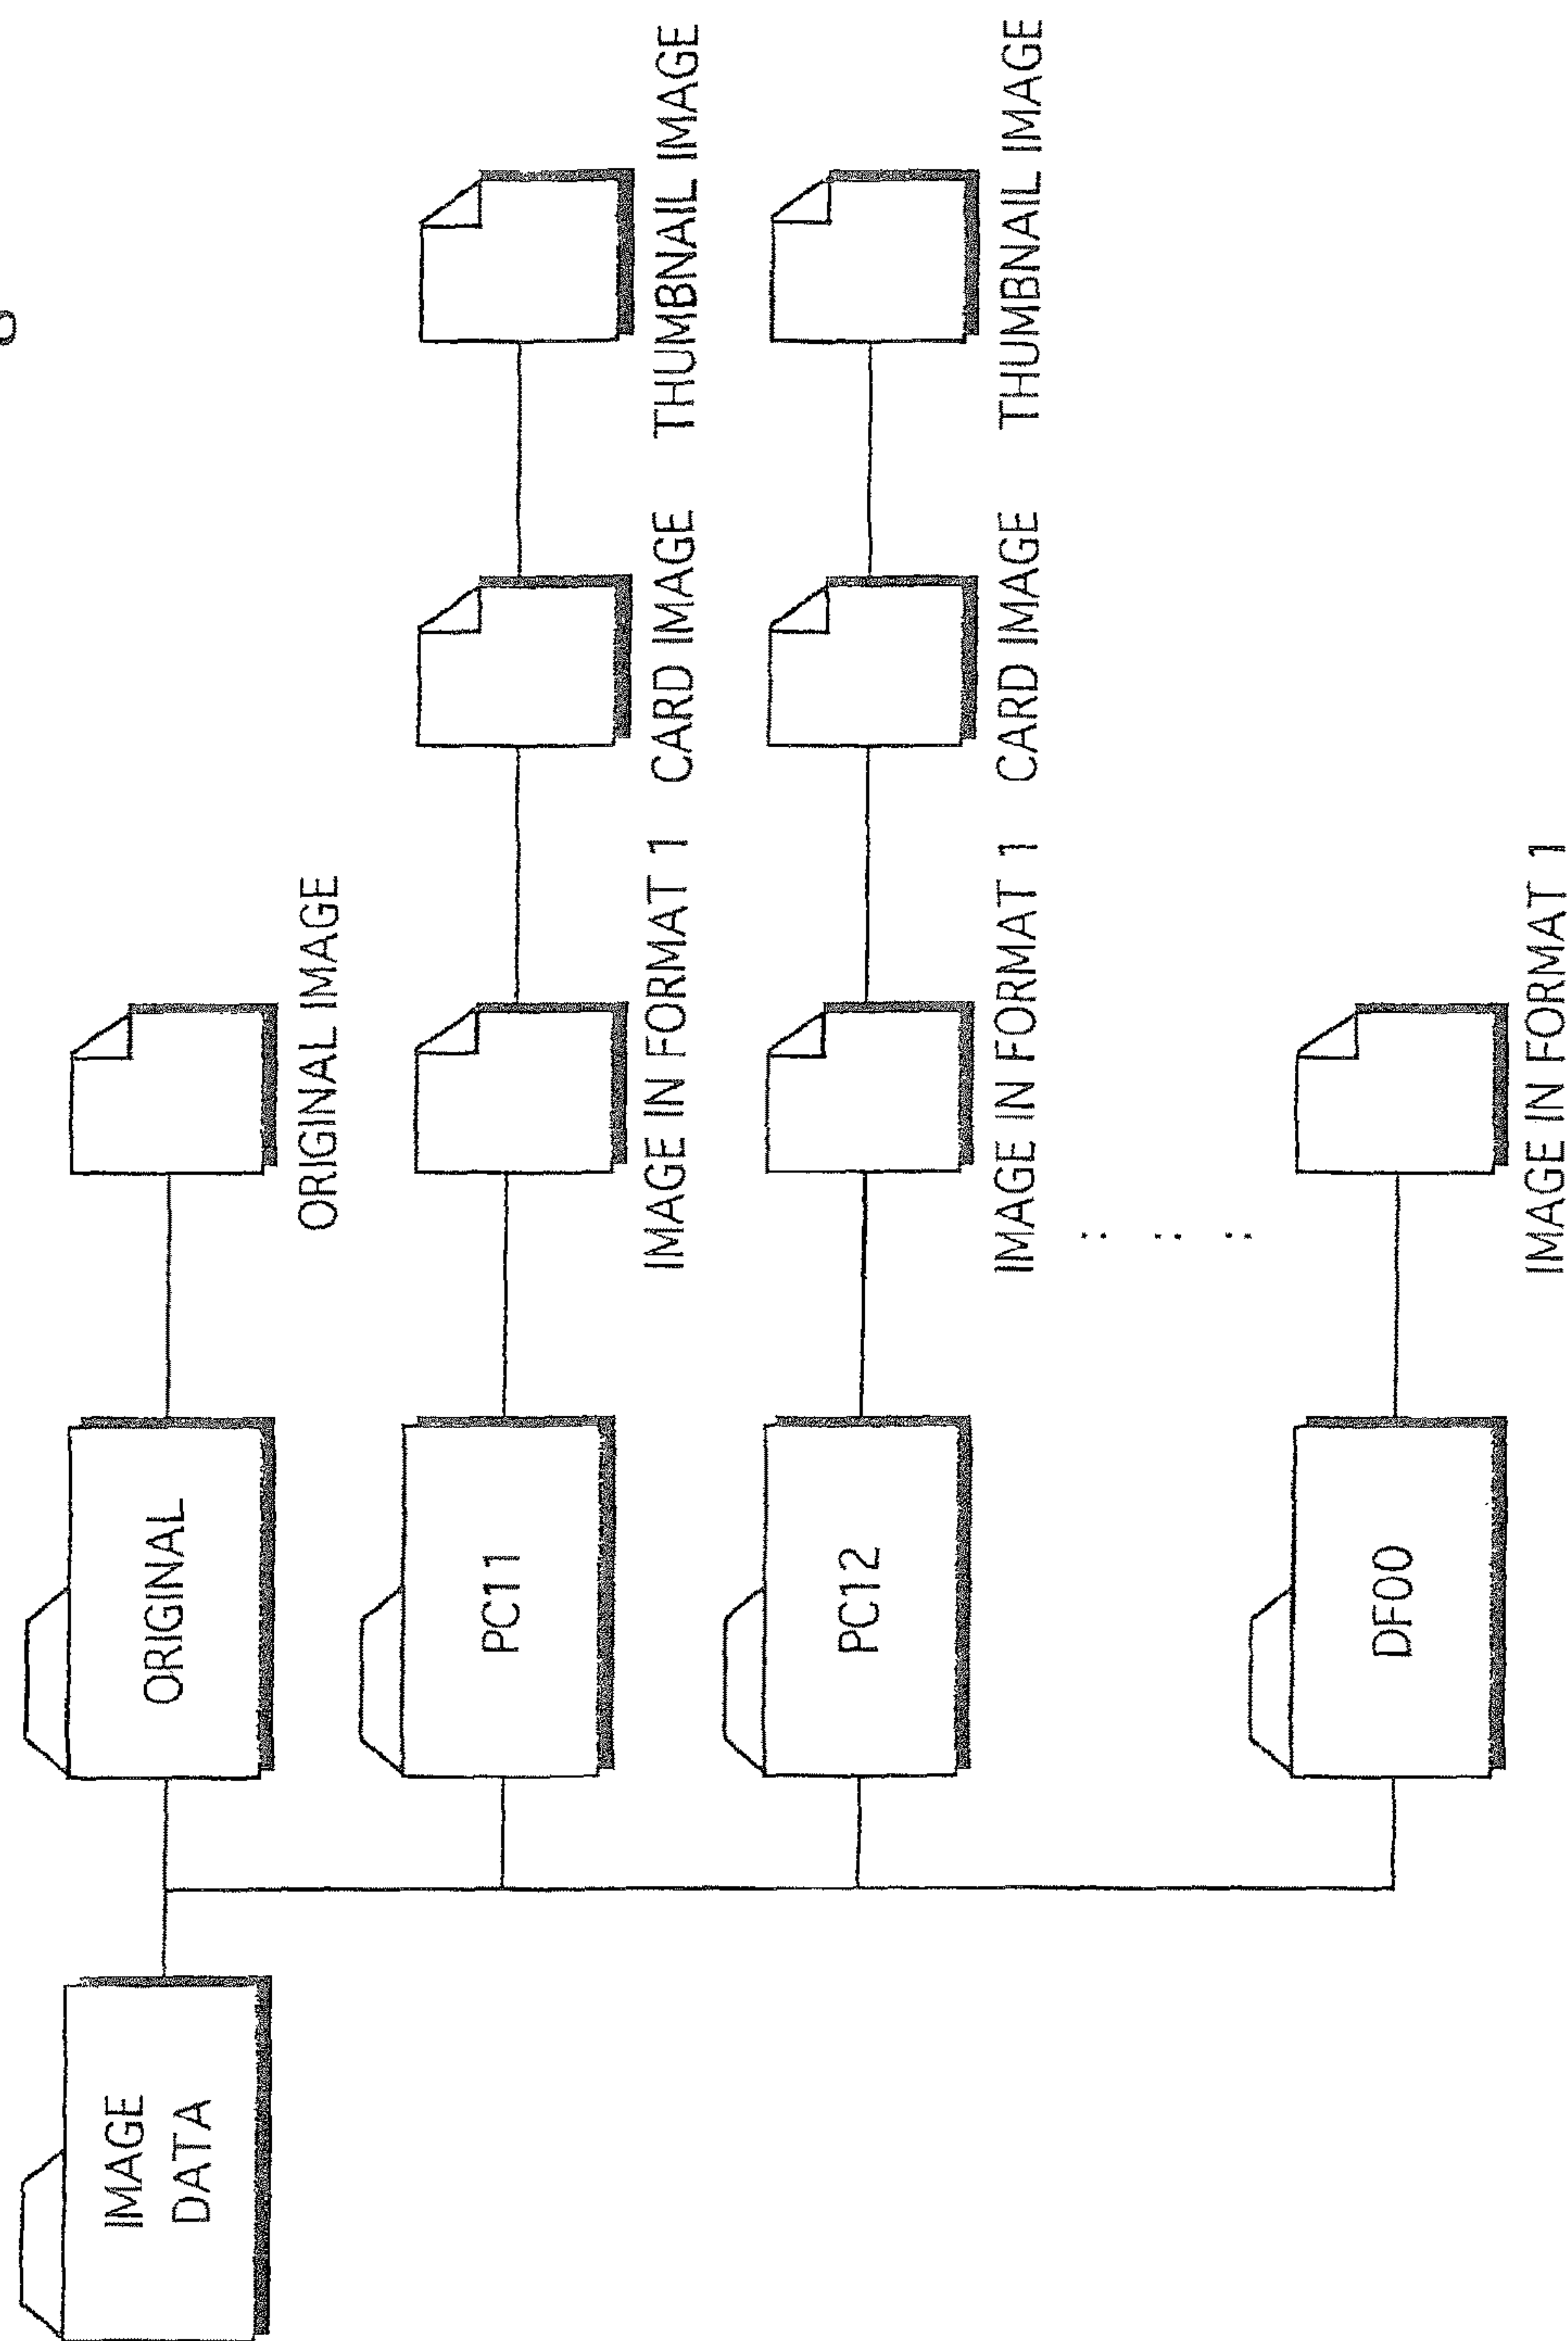 IMAGE
DATA
ORIGINAL
ORIGINAL IMAGE
PC11
IMAGE IN FORMAT 1
CARD IMAGE
THUMBNAIL IMAGE
PC12
IMAGE IN FORMAT 1
CARD IMAGE
THUMBNAIL IMAGE
DF00
IMAGE IN FORMAT 1